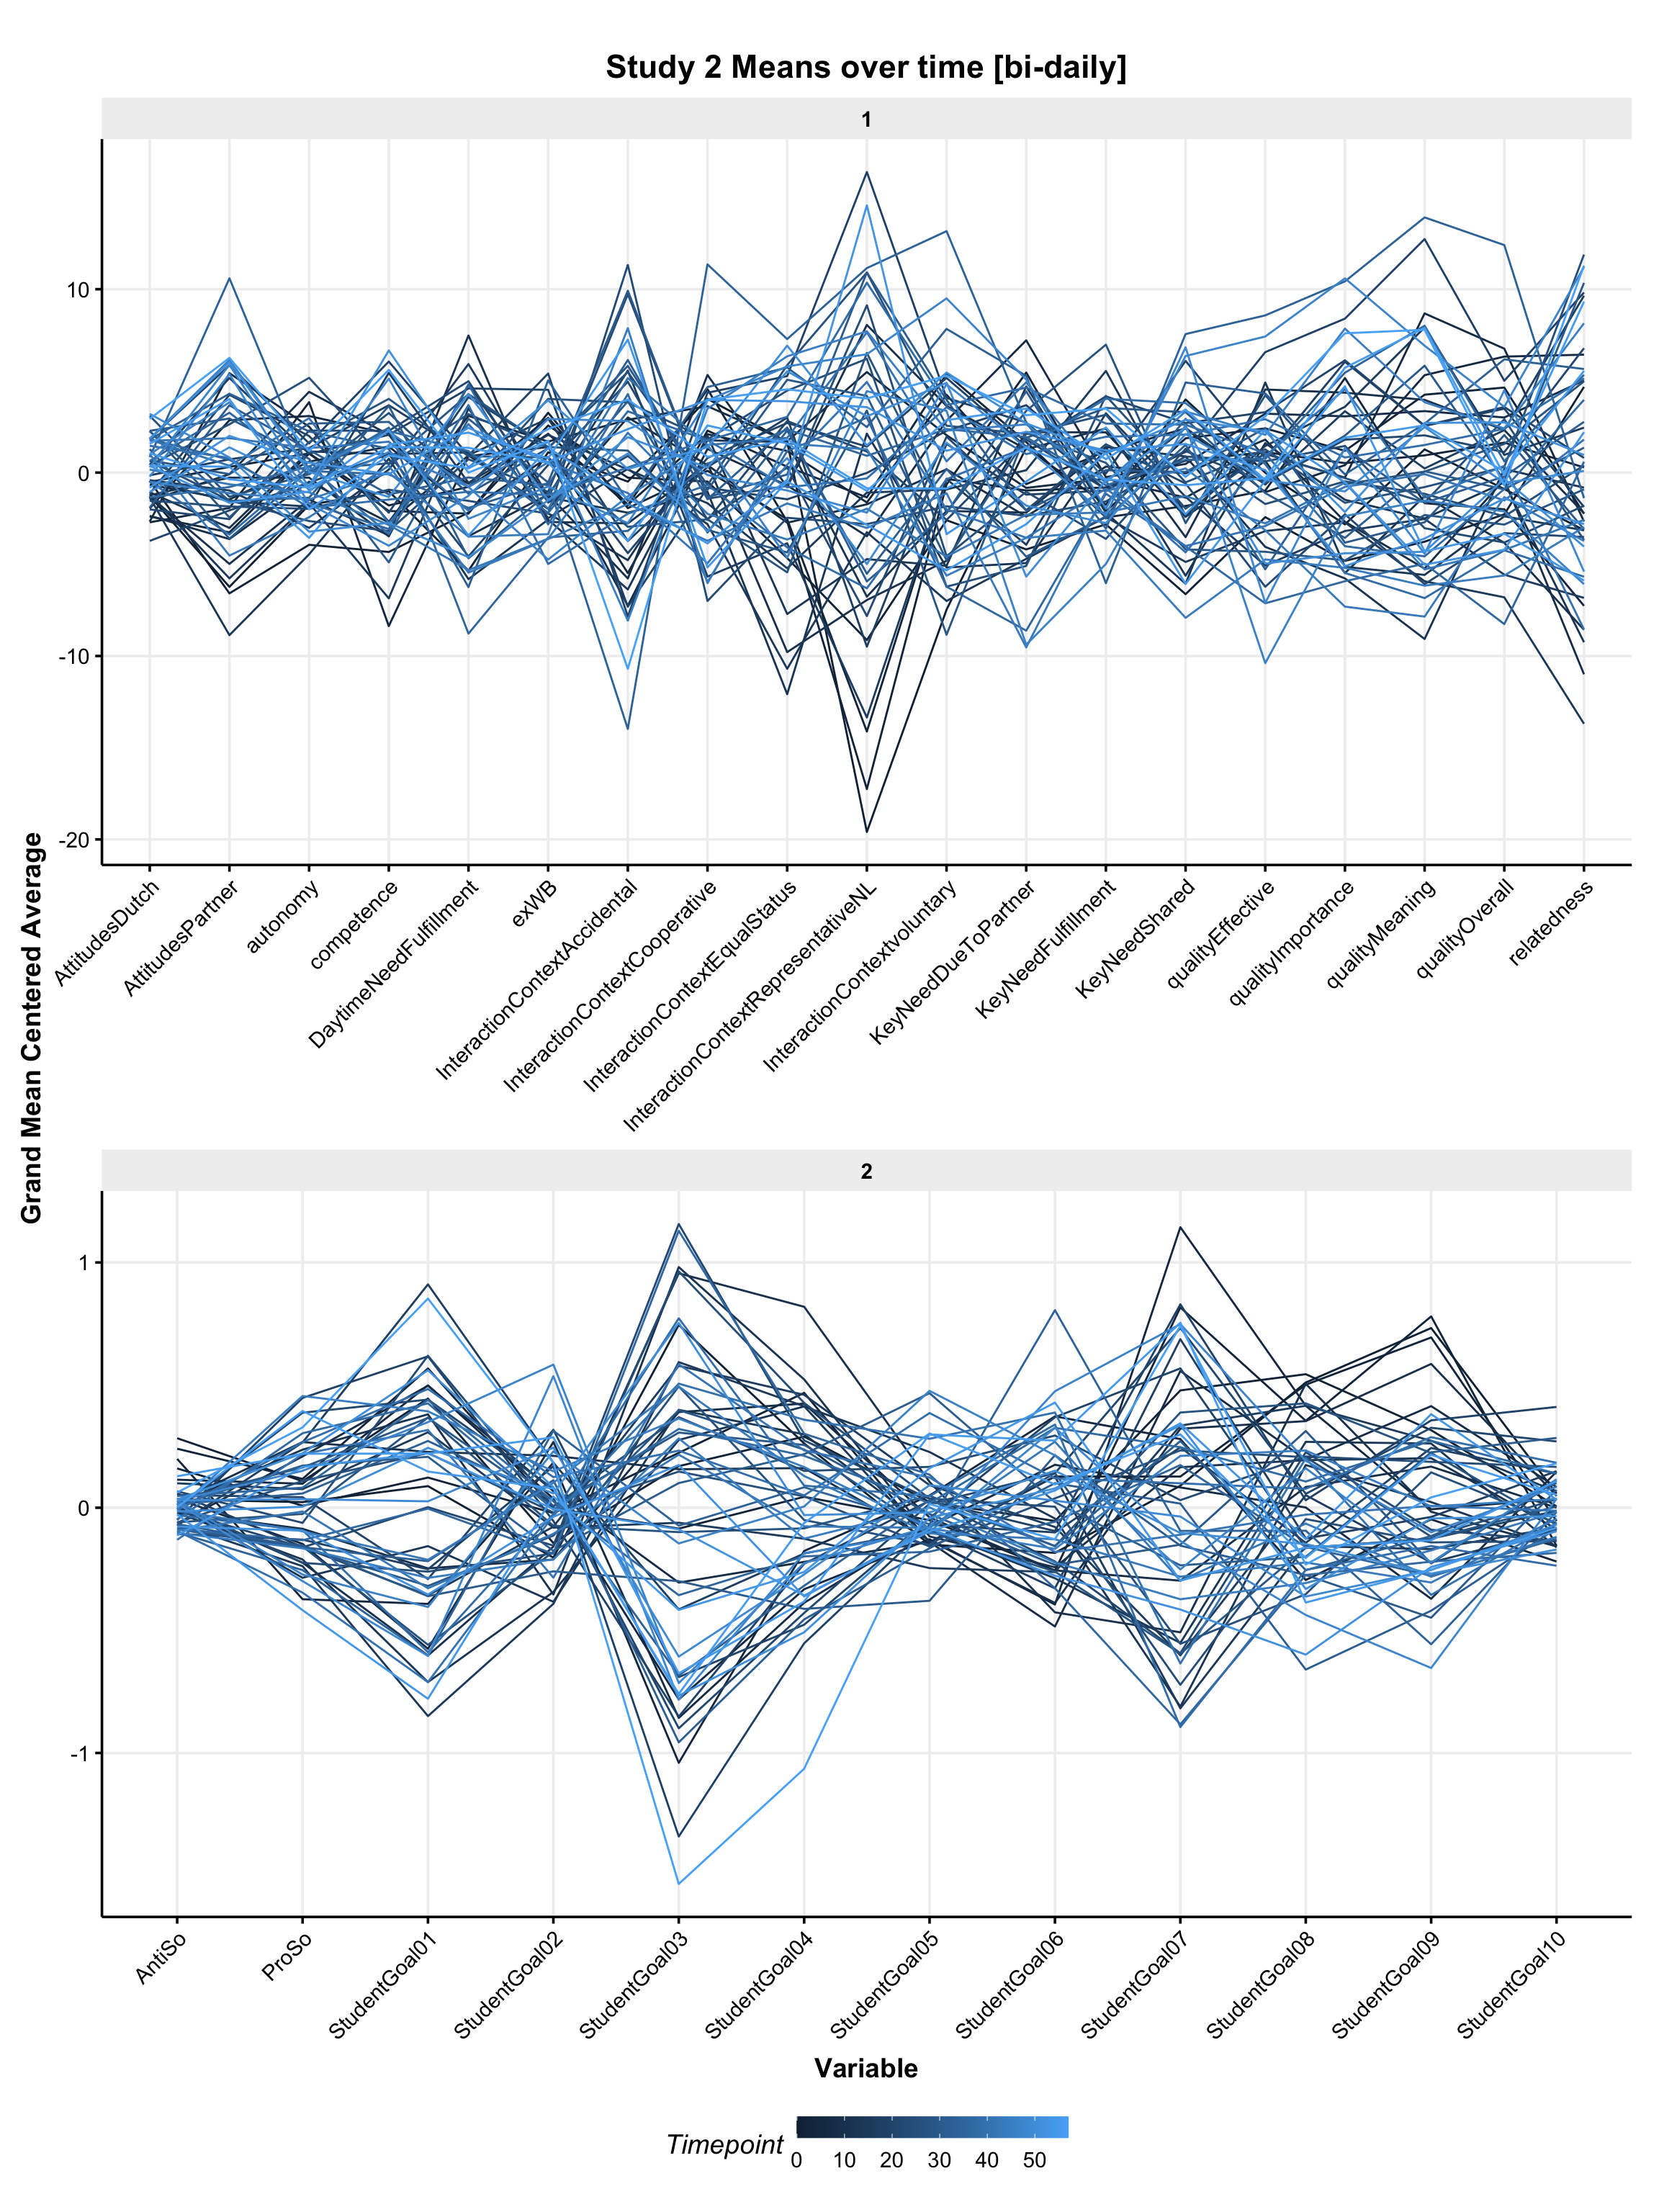 Study 2 Means over time [bi-daily]
1
10
0
-10
-20
AttitudesDutch
AttitudesPartner
autonomy
competence
DaytimeNeedFulfillment
exWB
InteractionContextAccidental
InteractionContextCooperative
InteractionContextEqualStatus
InteractionContextRepresentativeNL
InteractionContextvoluntary
KeyNeedDueToPartner
KeyNeedFulfillment
KeyNeedShared
qualityEffective
qualityImportance
qualityMeaning
qualityOverall
relatedness
Grand Mean Centered Average
2
1
0
-1
AntiSo
ProSo
StudentGoal01
StudentGoal02
StudentGoal03
StudentGoal04
StudentGoal05
StudentGoal06
StudentGoal07
StudentGoal08
StudentGoal09
StudentGoal10
Variable
Timepoint
0 10 20 30 40 50